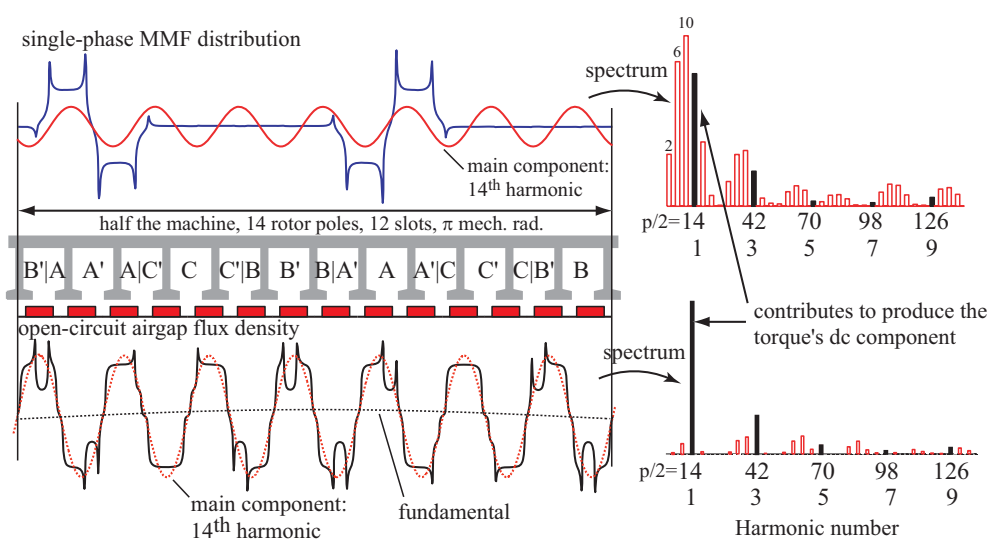 single-phase MMF distribution
main component:
14th harmonic
half the machine, 14 rotor poles, 12 slots, π mech. rad.
B'|A A' A|C' C C'|B B' B|A' A A'|C C' C|B' B
open-circuit airgap flux density
main component:
14th harmonic
fundamental
spectrum
10
6
2
p/2=14 42 70 98 126
1 3 5 7 9
contributes to produce the
torque's dc component
spectrum
p/2=14 42 70 98 126
1 3 5 7 9
Harmonic number